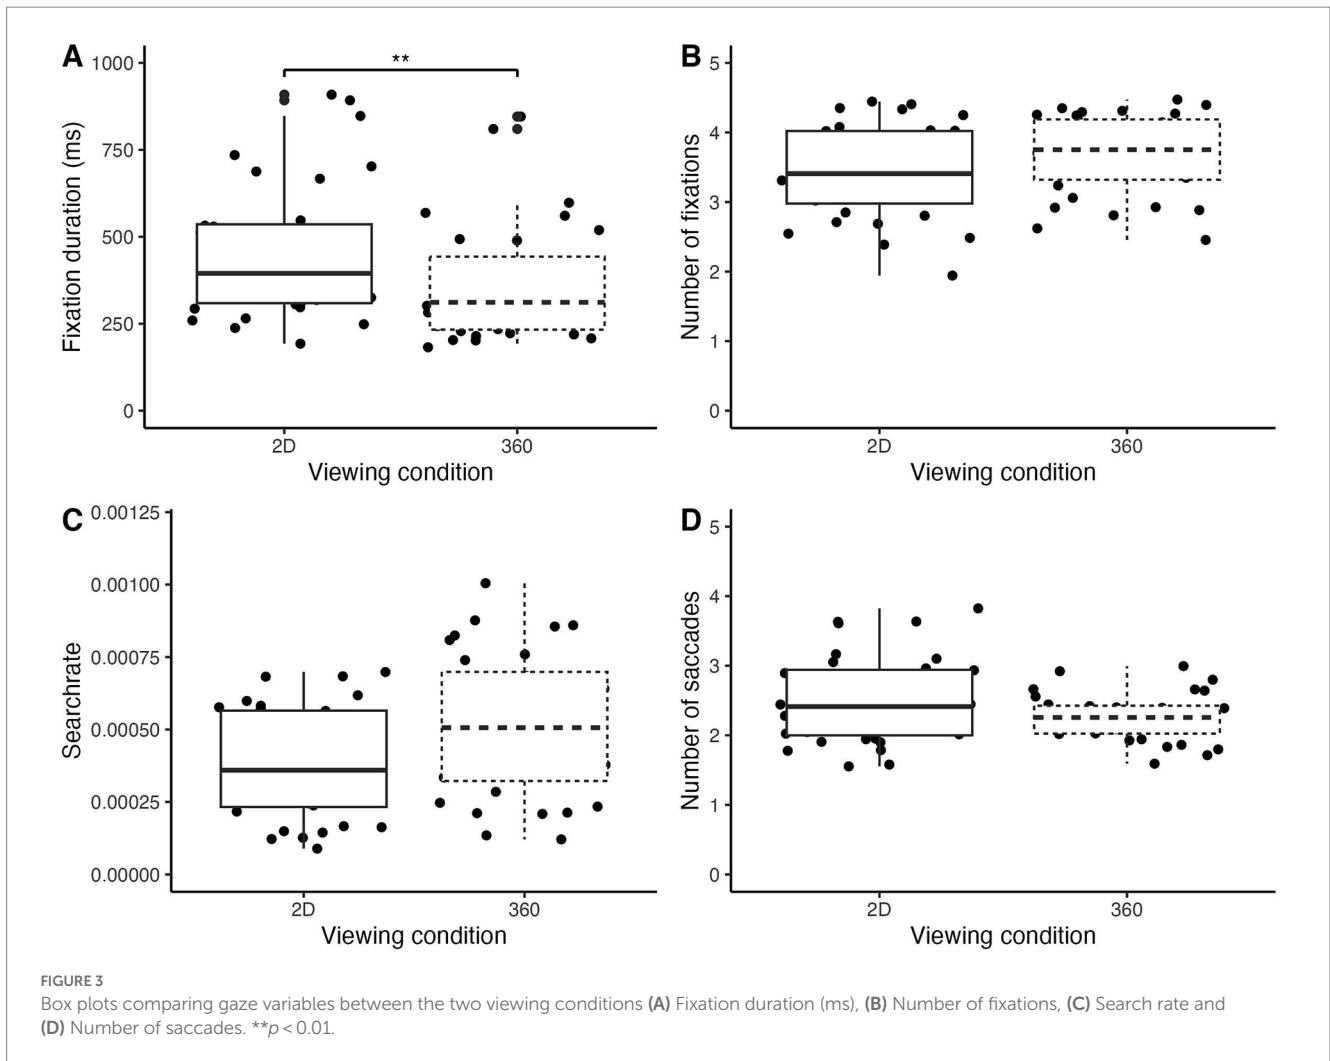 A
**
1000
750
500
250
0
Fixation duration (ms)
2D
360
Viewing condition
B
5
4
3
2
1
0
Number of fixations
2D
360
Viewing condition
C
0.00125
0.00100
0.00075
0.00050
0.00025
0.00000
Searchrate
2D
360
Viewing condition
D
5
4
3
2
1
0
Number of saccades
2D
360
Viewing condition
FIGURE 3
Box plots comparing gaze variables between the two viewing conditions (A) Fixation duration (ms), (B) Number of fixations, (C) Search rate and
(D) Number of saccades. **p < 0.01.